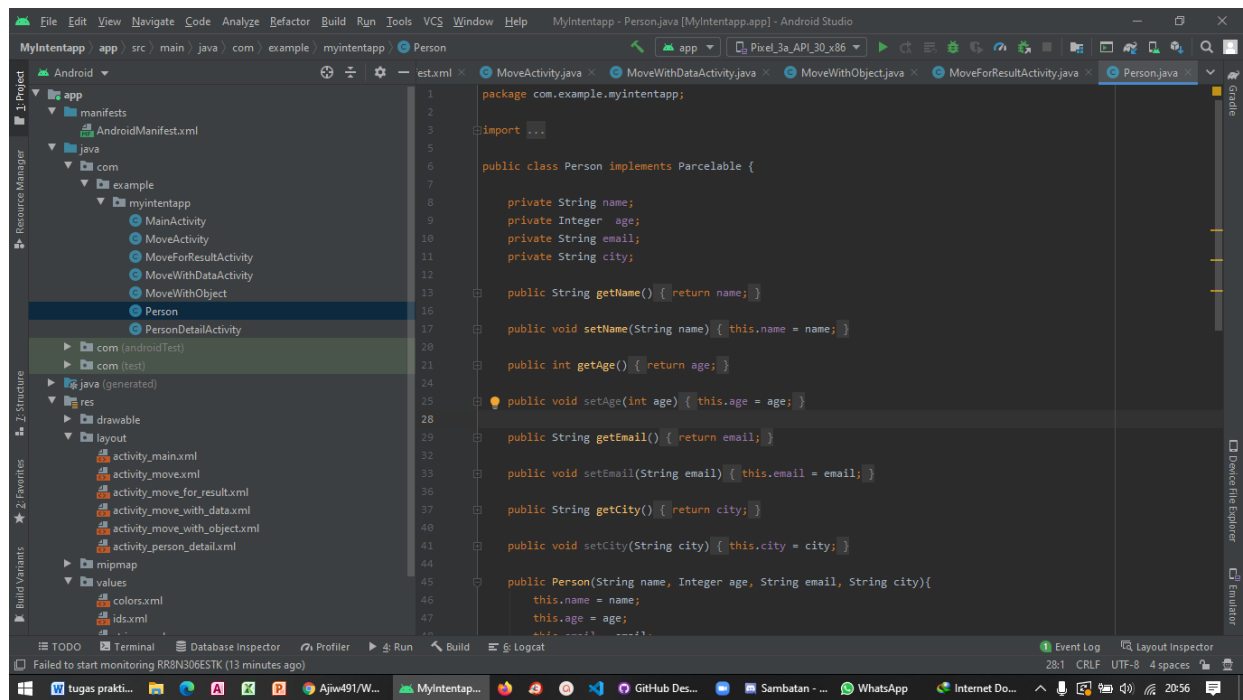 File Edit View Navigate Code Analyze Refactor Build Run Tools VCS Window Help MyIntentapp - Person.java [MyIntentapp.app] - Android Studio
MyIntentapp app src main java com example myintentapp Person app Pixel_3a_API_30_x86
Android est.xml MoveActivity.java MoveWithDataActivity.java MoveWithObject.java MoveForResultActivity.java Person.java
1: Project
Resource Manager
Z: Structure
2: Favorites
Build Variants
app
manifests
AndroidManifest.xml
java
com
example
myintentapp
MainActivity
MoveActivity
MoveForResultActivity
MoveWithDataActivity
MoveWithObject
Person
PersonDetailActivity
com (androidTest)
com (test)
java (generated)
res
drawable
layout
activity_main.xml
activity_move.xml
activity_move_for_result.xml
activity_move_with_data.xml
activity_move_with_object.xml
activity_person_detail.xml
mipmap
values
colors.xml
ids.xml
1 package com.example.myintentapp;
2
3 import ...
5
6 public class Person implements Parcelable {
7
8 private String name;
9 private Integer age;
10 private String email;
11 private String city;
12
13 public String getName() { return name; }
16
17 public void setName(String name) { this.name = name; }
20
21 public int getAge() { return age; }
24
25 public void setAge(int age) { this.age = age; }
28
29 public String getEmail() { return email; }
32
33 public void setEmail(String email) { this.email = email; }
36
37 public String getCity() { return city; }
40
41 public void setCity(String city) { this.city = city; }
44
45 public Person(String name, Integer age, String email, String city){
46 this.name = name;
47 this.age = age;
Gradle
Device File Explorer
Emulator
TODO Terminal Database Inspector Profiler 4: Run Build 6: Logcat 1 Event Log Layout Inspector
Failed to start monitoring RR8N306ESTK (13 minutes ago) 28:1 CRLF UTF-8 4 spaces
tugas prakti... Ajiw491/W... MyIntentap... GitHub Des... Sambatan - ... WhatsApp Internet Do... 20:56